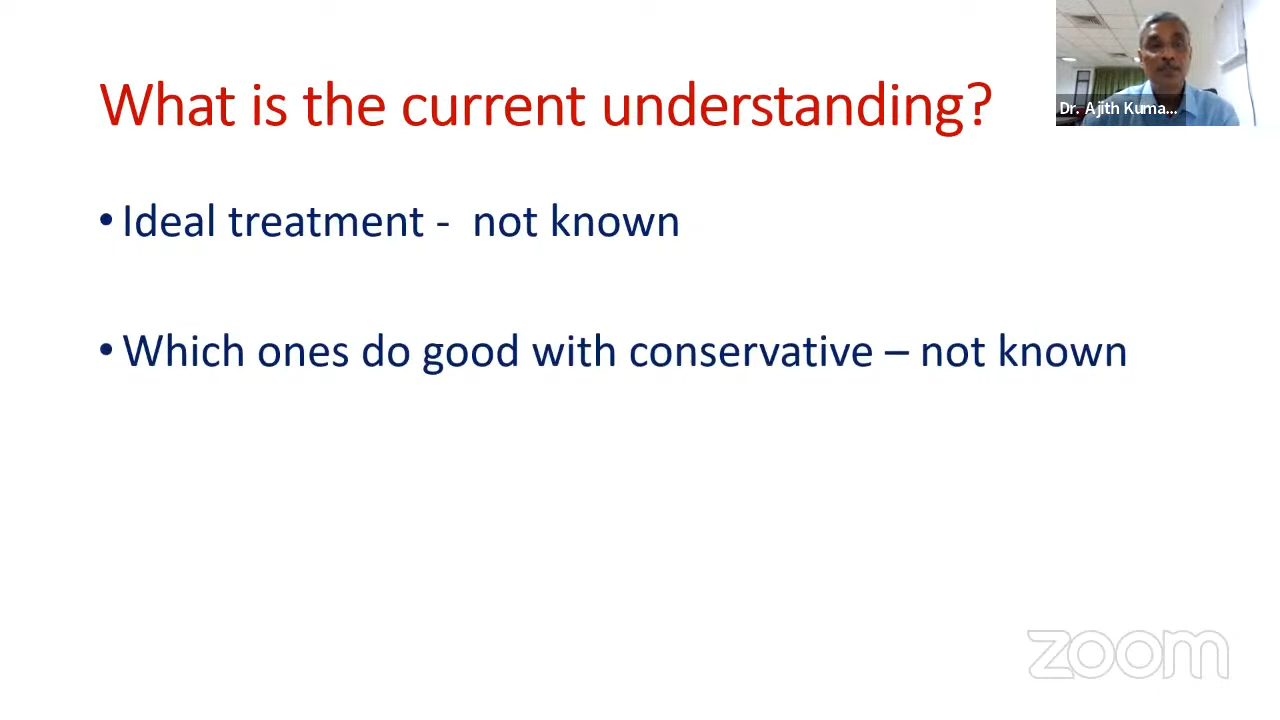 What is the current understanding?
Dr. Ajith Kuma...
• Ideal treatment -  not known
• Which ones do good with conservative – not known
zoom